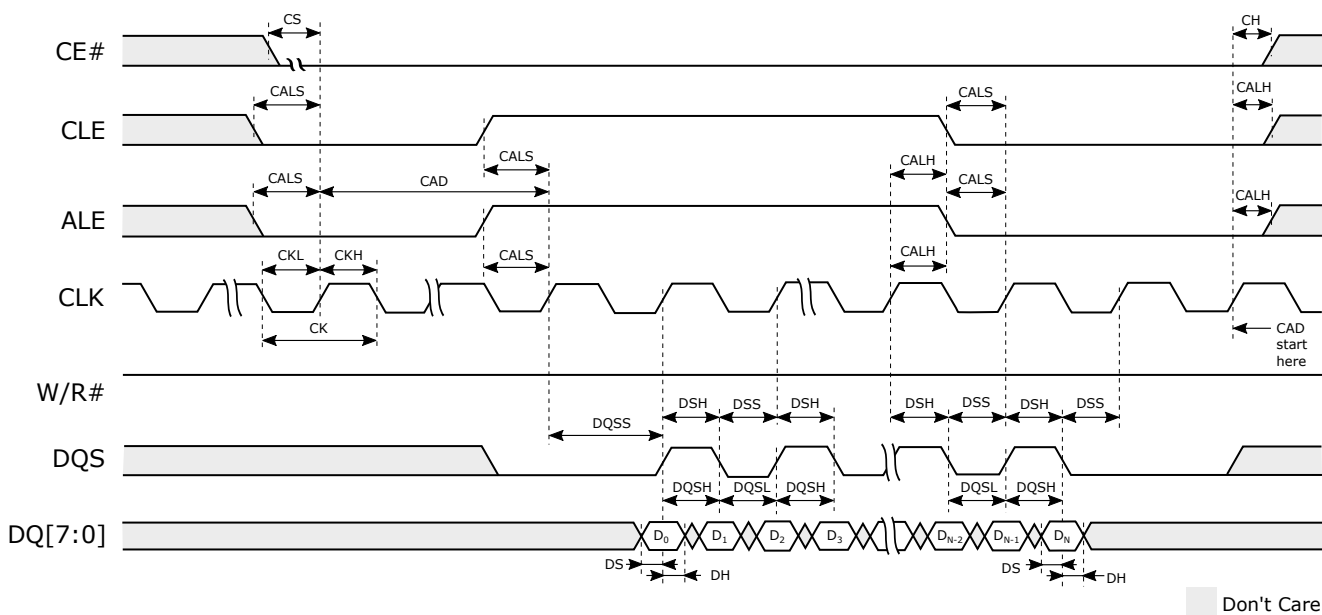 CS
CH
CE#
CALS
CALS
CALH
CLE
CALS
CALH
CALS
CAD
CALS
CALH
ALE
CKL
CKH
CALS
CALH
CLK
CK
CAD
start
here
W/R#
DSH
DSS
DSH
DSH
DSS
DSH
DSS
DQSS
DQS
DQSH
DQSL
DQSH
DQSL
DQSH
DQ[7:0]
D0
D1
D2
D3
DN-2
DN-1
DN
DS
DH
DS
DH
Don't Care